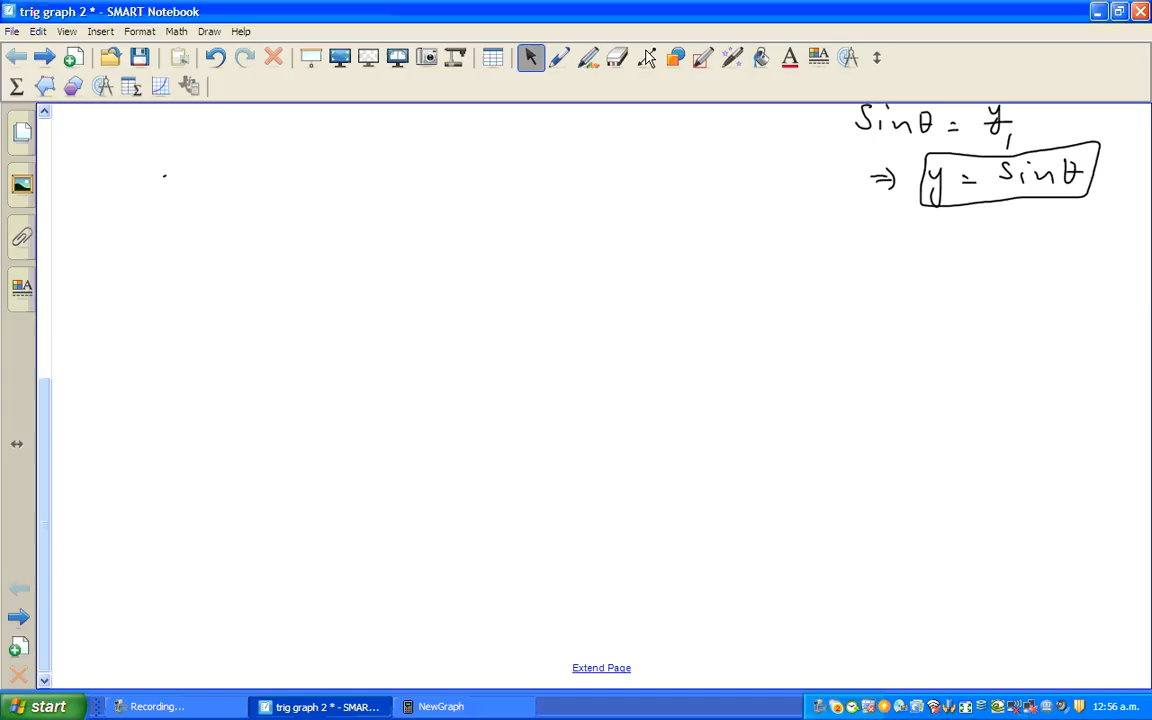 trig graph 2 * - SMART Notebook
File Edit View Insert Format Math Draw Help
sinθ = y/1
⇒ y = sinθ
Extend Page
start Recording... trig graph 2 * - SMAR... NewGraph 12:56 a.m.